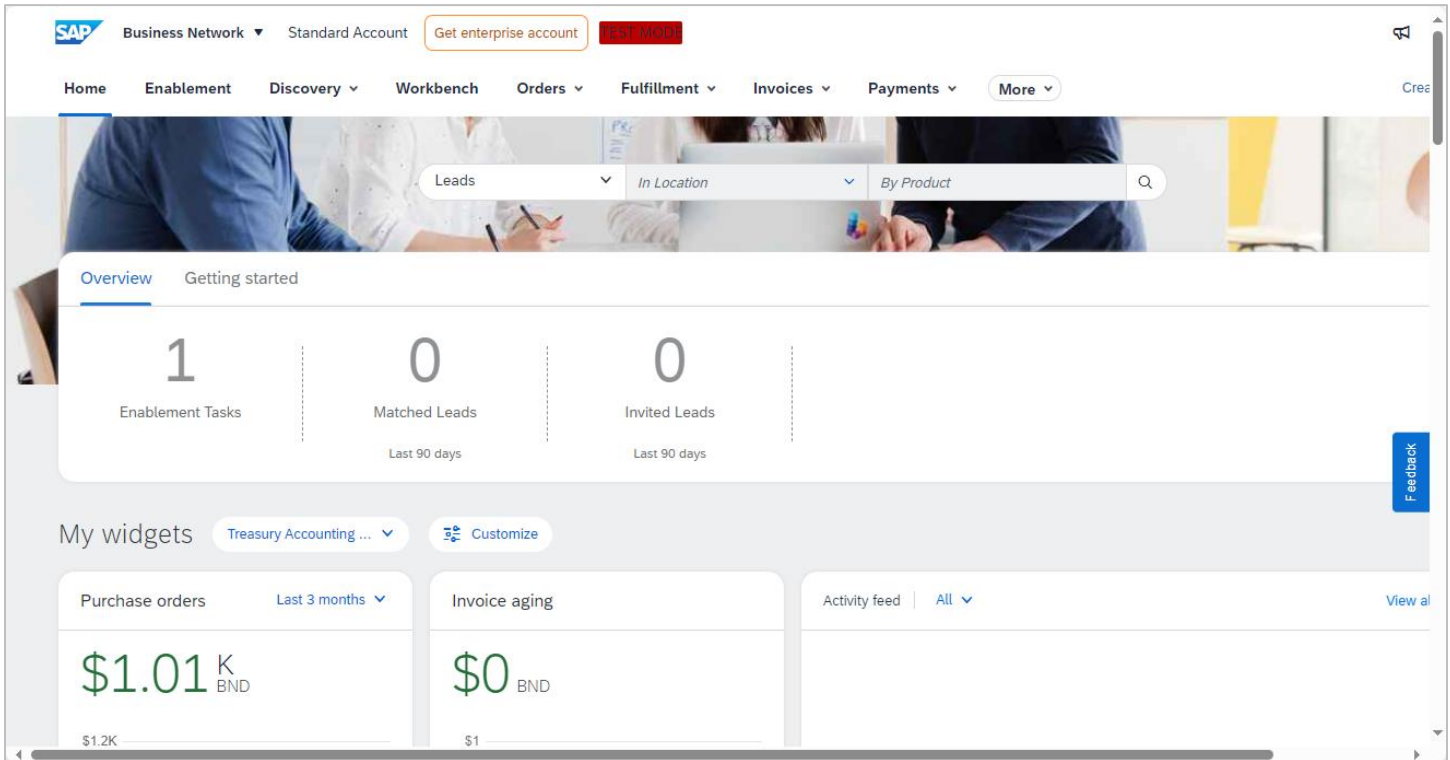 SAP Business Network Standard Account Get enterprise account TEST MODE
Home Enablement Discovery Workbench Orders Fulfillment Invoices Payments More Crea
Leads In Location By Product
Overview Getting started
1 0 0
Enablement Tasks Matched Leads Invited Leads
Last 90 days Last 90 days
Feedback
My widgets Treasury Accounting ... Customize
Purchase orders Last 3 months Invoice aging Activity feed All View al
$1.01 K BND $0 BND
$1.2K $1